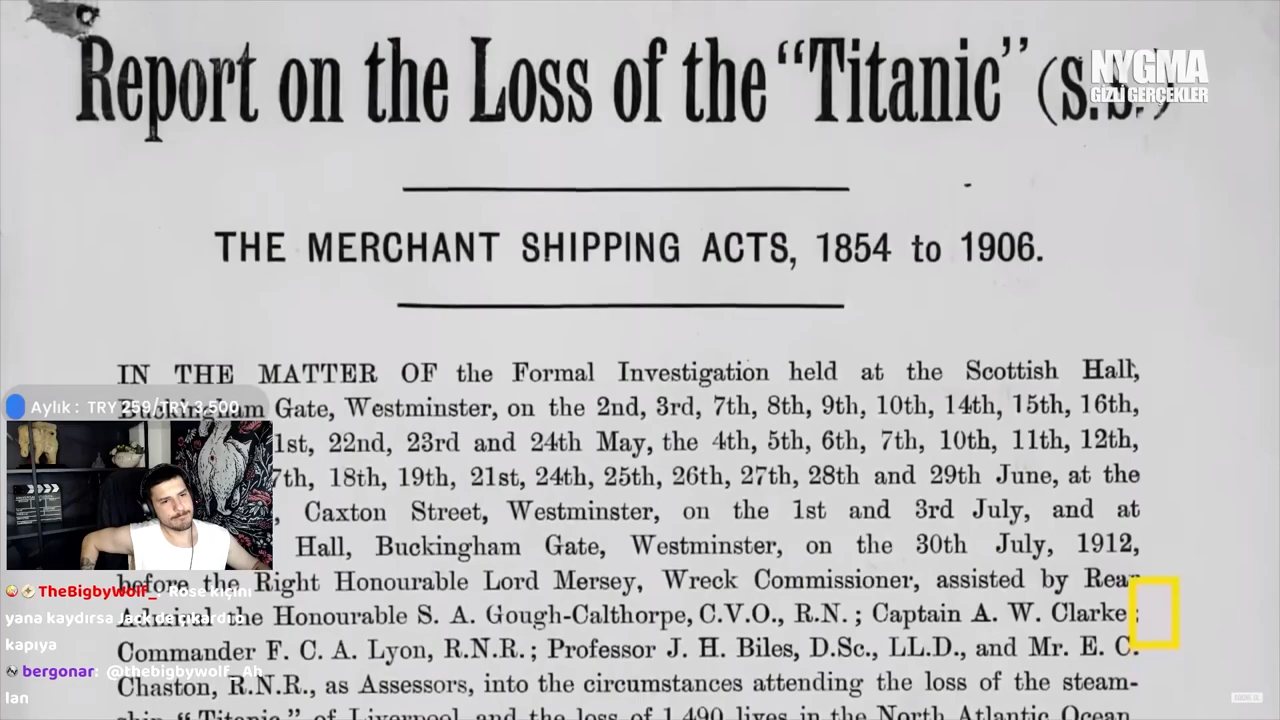 Report on the Loss of the "Titanic" (s.s.)
NYGMA
GİZLİ GERÇEKLER
THE MERCHANT SHIPPING ACTS, 1854 to 1906.
IN THE MATTER OF the Formal Investigation held at the Scottish Hall,
Buckingham Gate, Westminster, on the 2nd, 3rd, 7th, 8th, 9th, 10th, 14th, 15th, 16th,
1st, 22nd, 23rd and 24th May, the 4th, 5th, 6th, 7th, 10th, 11th, 12th,
7th, 18th, 19th, 21st, 24th, 25th, 26th, 27th, 28th and 29th June, at the
, Caxton Street, Westminster, on the 1st and 3rd July, and at
Hall, Buckingham Gate, Westminster, on the 30th July, 1912,
before the Right Honourable Lord Mersey, Wreck Commissioner, assisted by Rear
Admiral the Honourable S. A. Gough-Calthorpe, C.V.O., R.N. ; Captain A. W. Clarke ;
Commander F. C. A. Lyon, R.N.R. ; Professor J. H. Biles, D.Sc., LL.D., and Mr. E. C.
Chaston, R.N.R., as Assessors, into the circumstances attending the loss of the steam-
ship "Titanic," of Liverpool, and the loss of 1,490 lives in the North Atlantic Ocean,
Aylık : TRY 259/TRY 3,500
TheBigbyWolf_: Rose kıçını
yana kaydırsa Jack de çıkardıb
kapıya
bergonar: @thebigbywolf_ Ah
lan